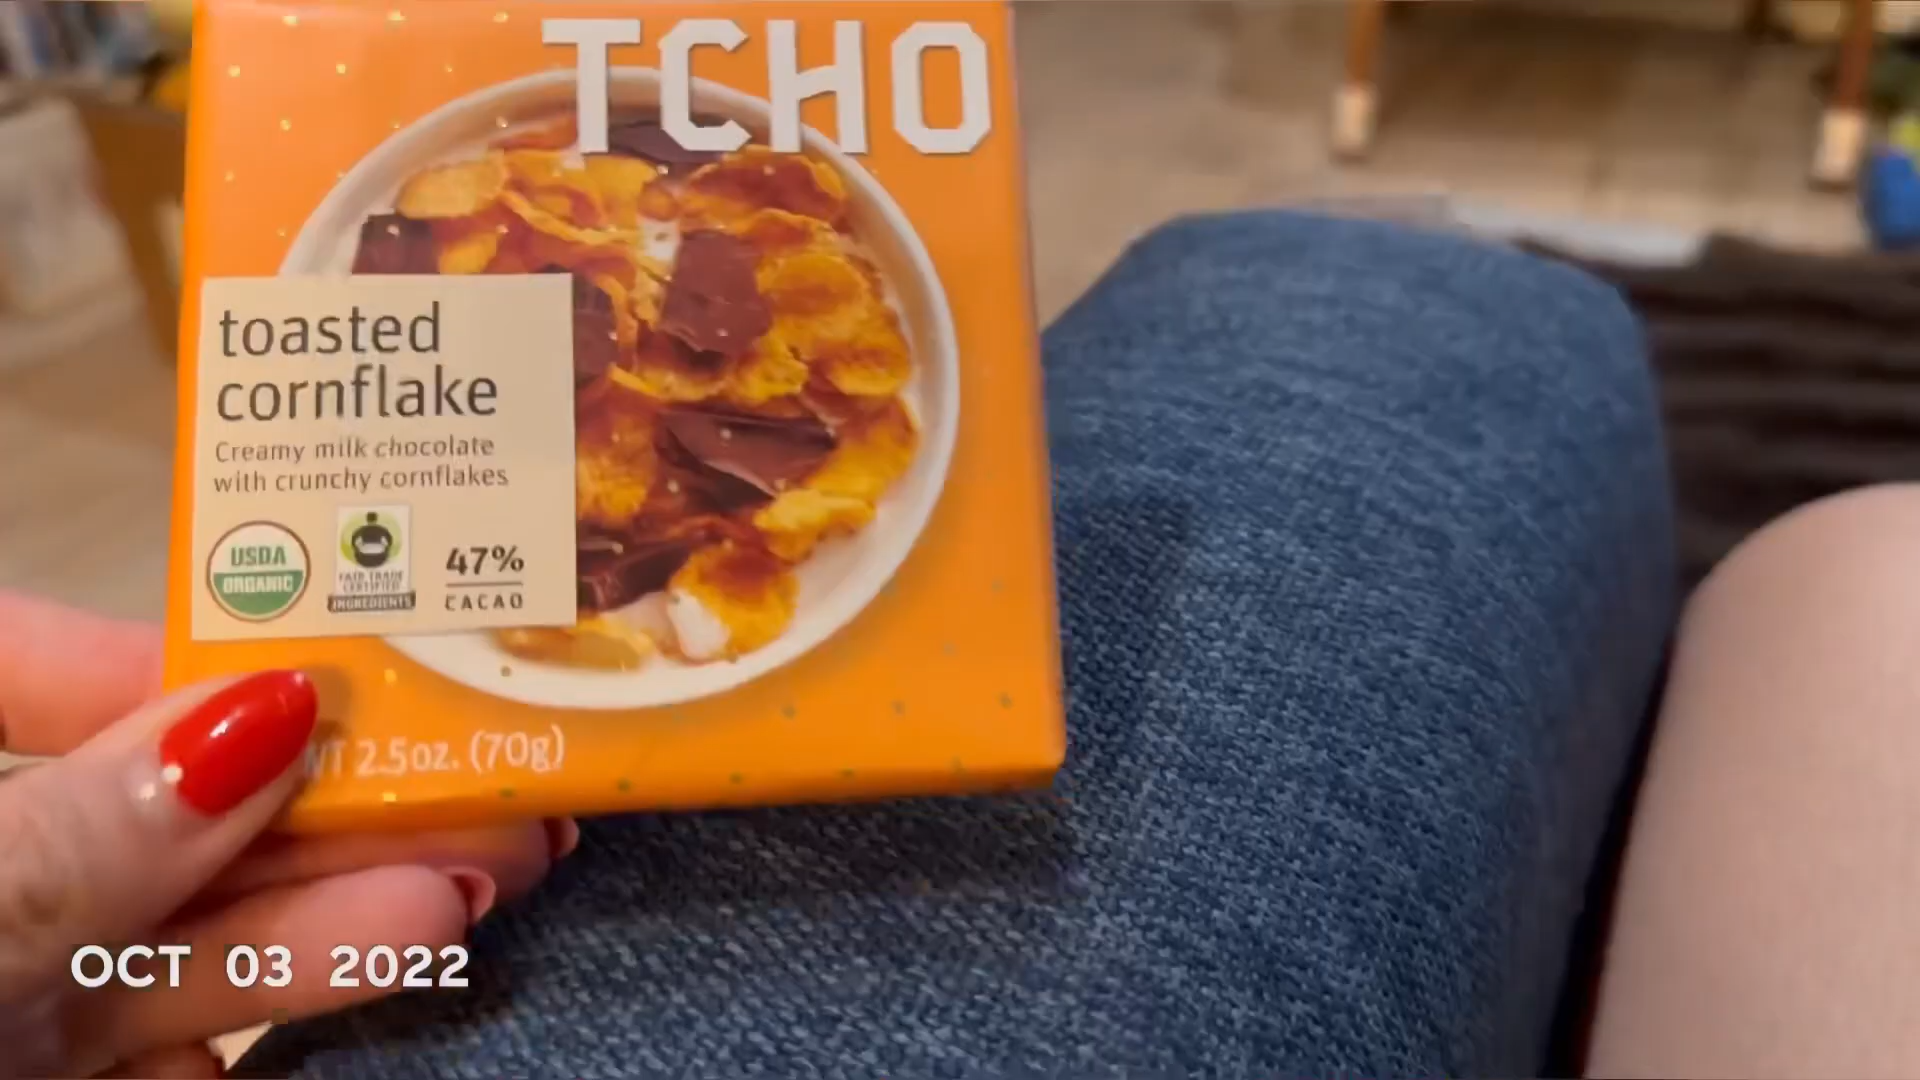 TCHO
toasted
cornflake
Creamy milk chocolate
with crunchy cornflakes
USDA
ORGANIC
FAIR TRADE
CERTIFIED
INGREDIENTS
47%
CACAO
WT 2.5oz. (70g)
OCT 03 2022